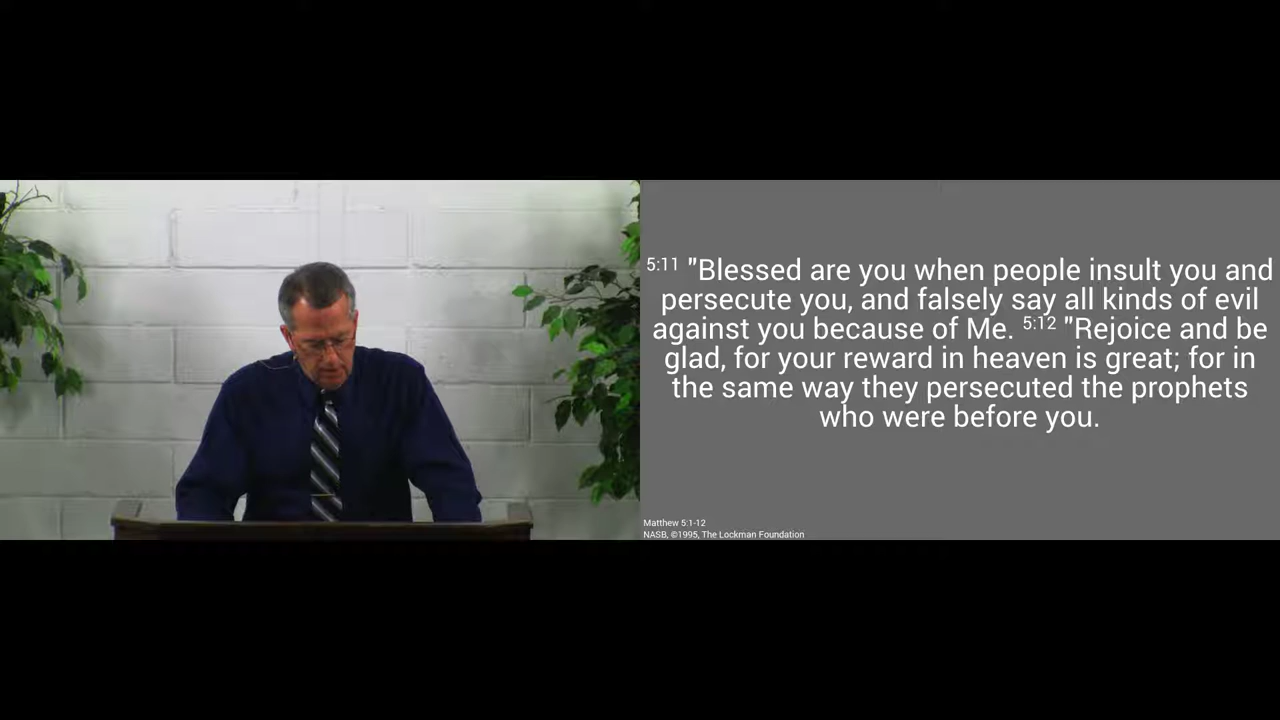 5:11 "Blessed are you when people insult you and
persecute you, and falsely say all kinds of evil
against you because of Me. 5:12 "Rejoice and be
glad, for your reward in heaven is great; for in
the same way they persecuted the prophets
who were before you.
Matthew 5:1-12
NASB, ©1995, The Lockman Foundation